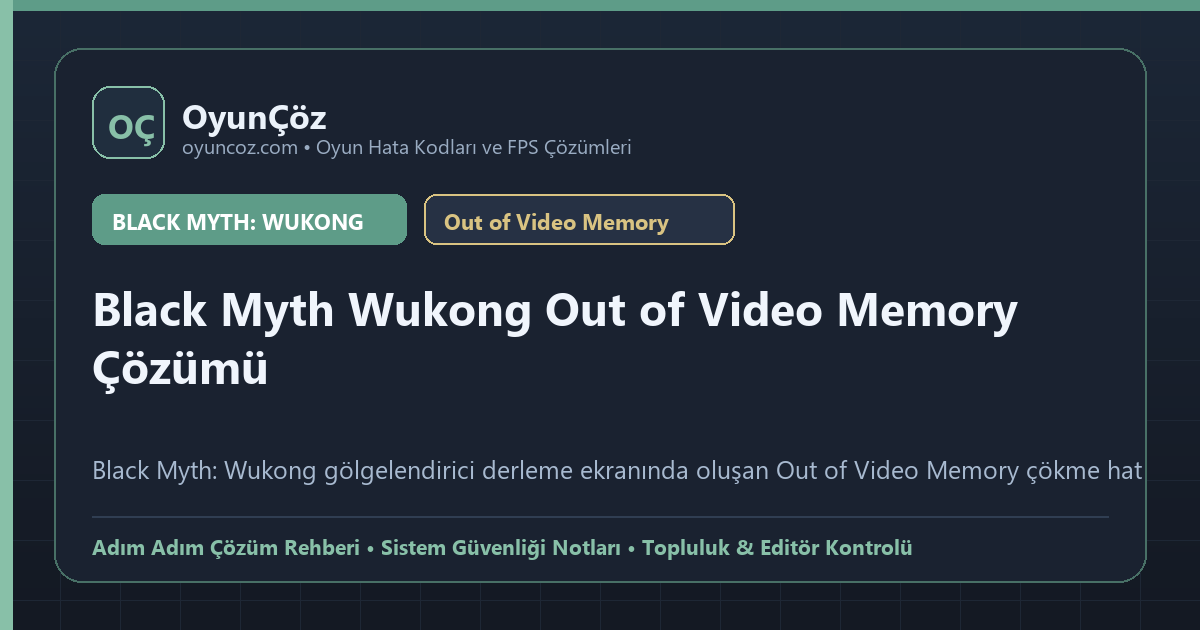 OÇ
OyunÇöz
oyuncoz.com • Oyun Hata Kodları ve FPS Çözümleri
BLACK MYTH: WUKONG
Out of Video Memory
Black Myth Wukong Out of Video Memory
Çözümü
Black Myth: Wukong gölgelendirici derleme ekranında oluşan Out of Video Memory çökme hat
Adım Adım Çözüm Rehberi • Sistem Güvenliği Notları • Topluluk & Editör Kontrolü